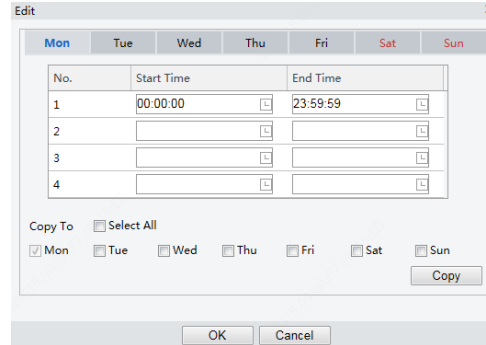 Edit
Mon Tue Wed Thu Fri Sat Sun
No. Start Time End Time
1 00:00:00 23:59:59
2
3
4
Copy To Select All
Mon Tue Wed Thu Fri Sat Sun
Copy
OK Cancel